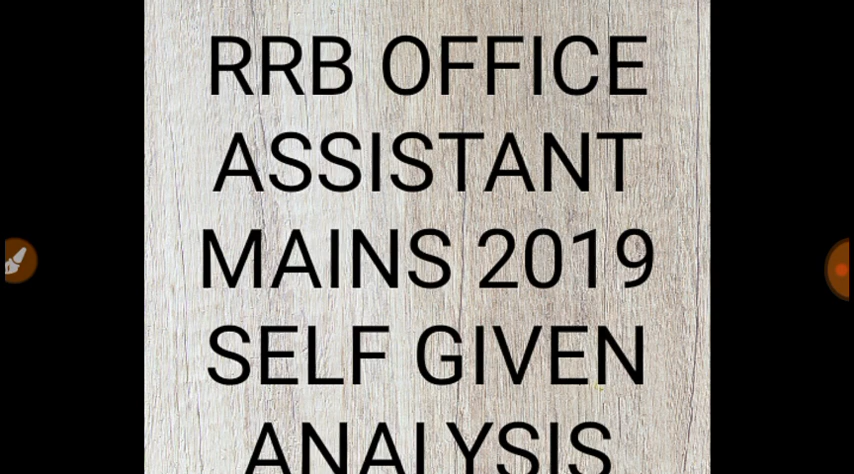 RRB OFFICE
ASSISTANT
MAINS 2019
SELF GIVEN
ANALYSIS